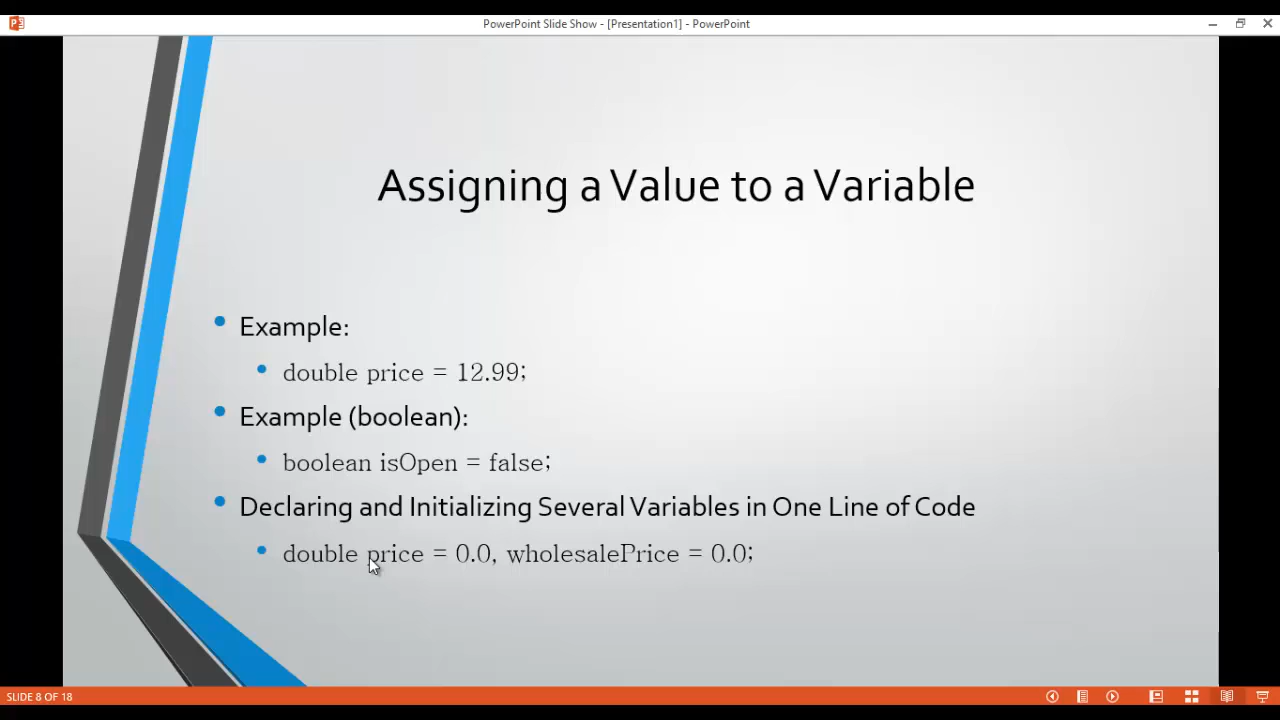 PowerPoint Slide Show - [Presentation1] - PowerPoint
Assigning a Value to a Variable
Example:
double price = 12.99;
Example (boolean):
boolean isOpen = false;
Declaring and Initializing Several Variables in One Line of Code
double price = 0.0, wholesalePrice = 0.0;
SLIDE 8 OF 18